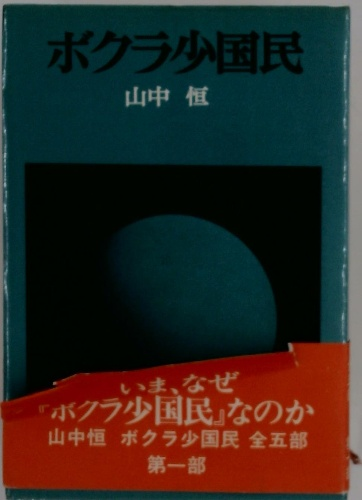 ボクラ少国民
山中 恒
いま、なぜ
『ボクラ少国民』なのか
山中恒 ボクラ少国民 全五部
第一部